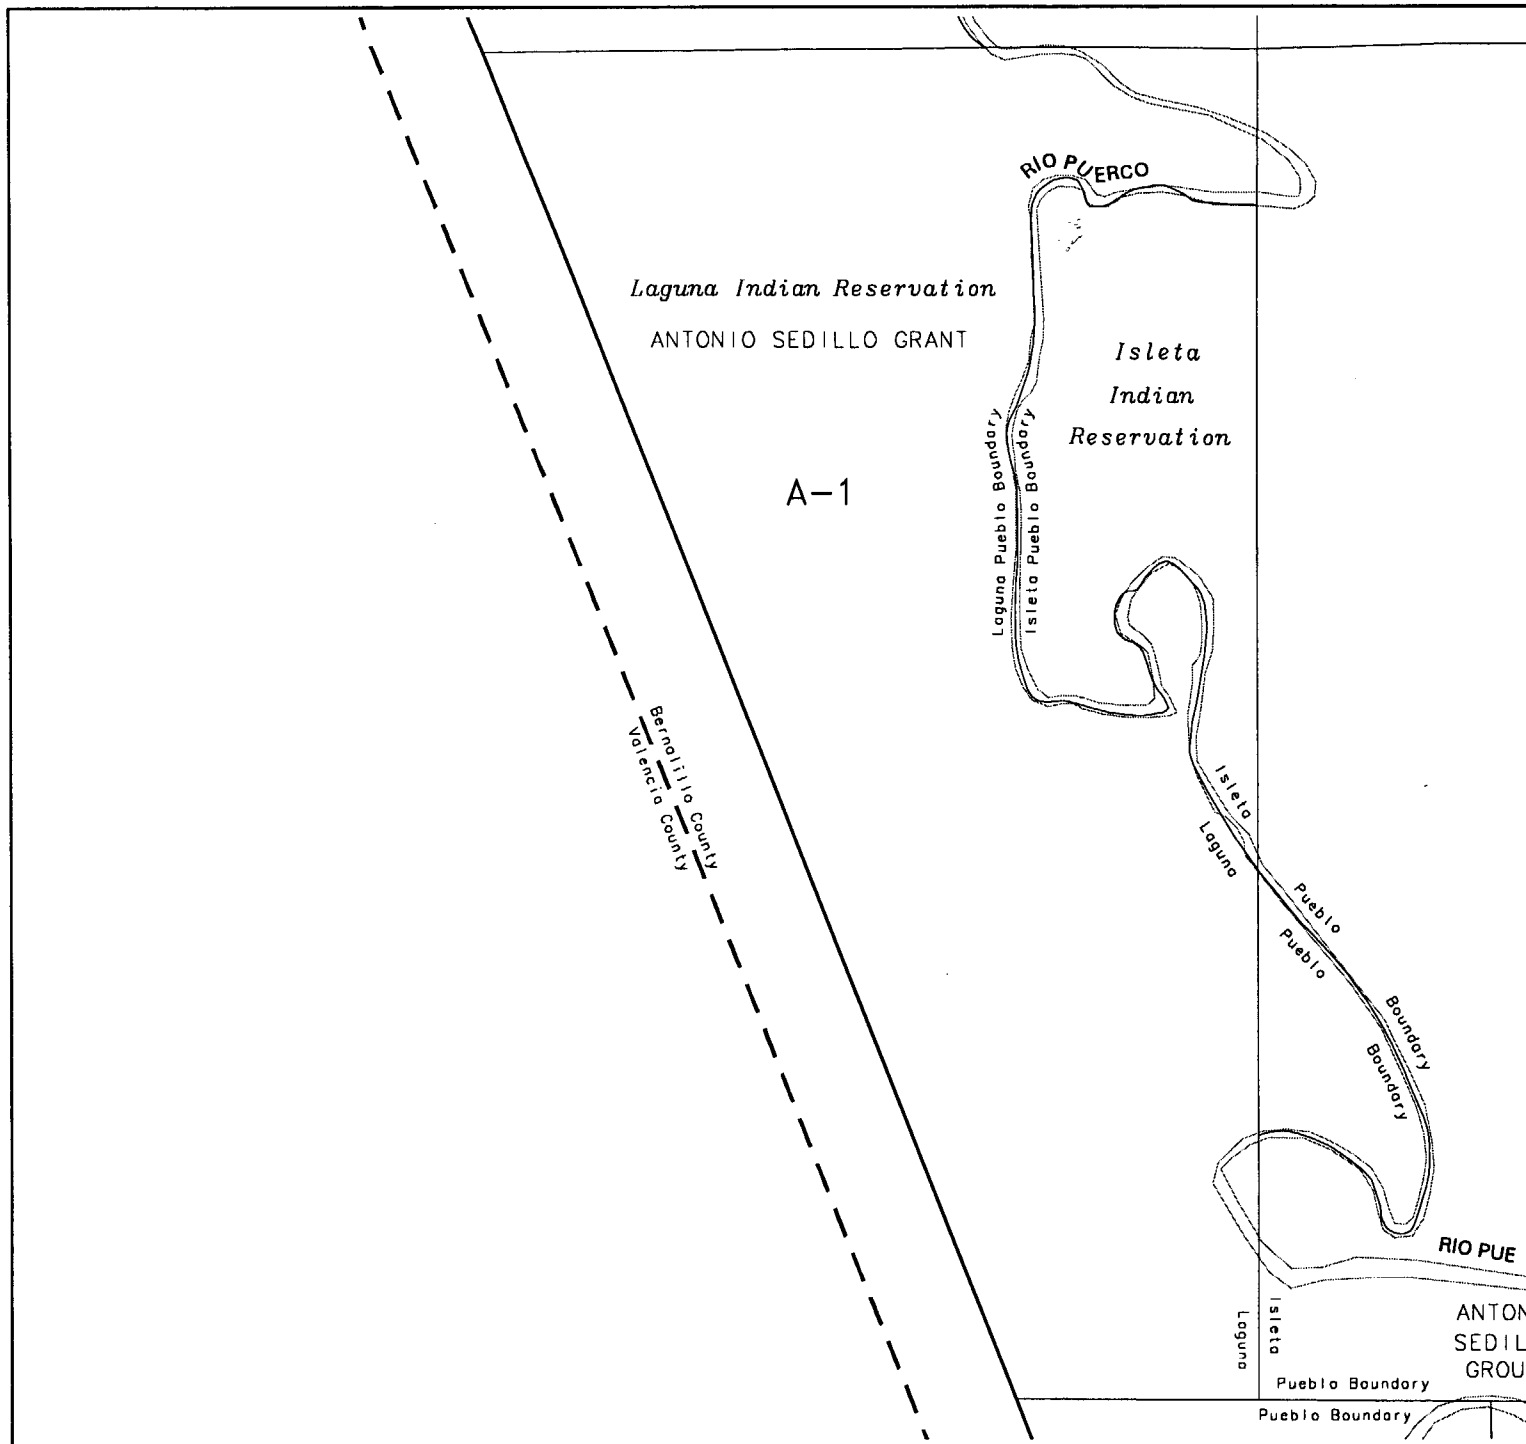 RIO PUERCO
Laguna Indian Reservation
ANTONIO SEDILLO GRANT
Isleta
Indian
Reservation
Laguna Pueblo Boundary
Isleta Pueblo Boundary
A-1
Bernalillo County
Valencia County
Isleta Pueblo Boundary
Laguna Pueblo Boundary
RIO PUE
Isleta
Laguna
ANTON
SEDIL
GROU
Pueblo Boundary
Pueblo Boundary